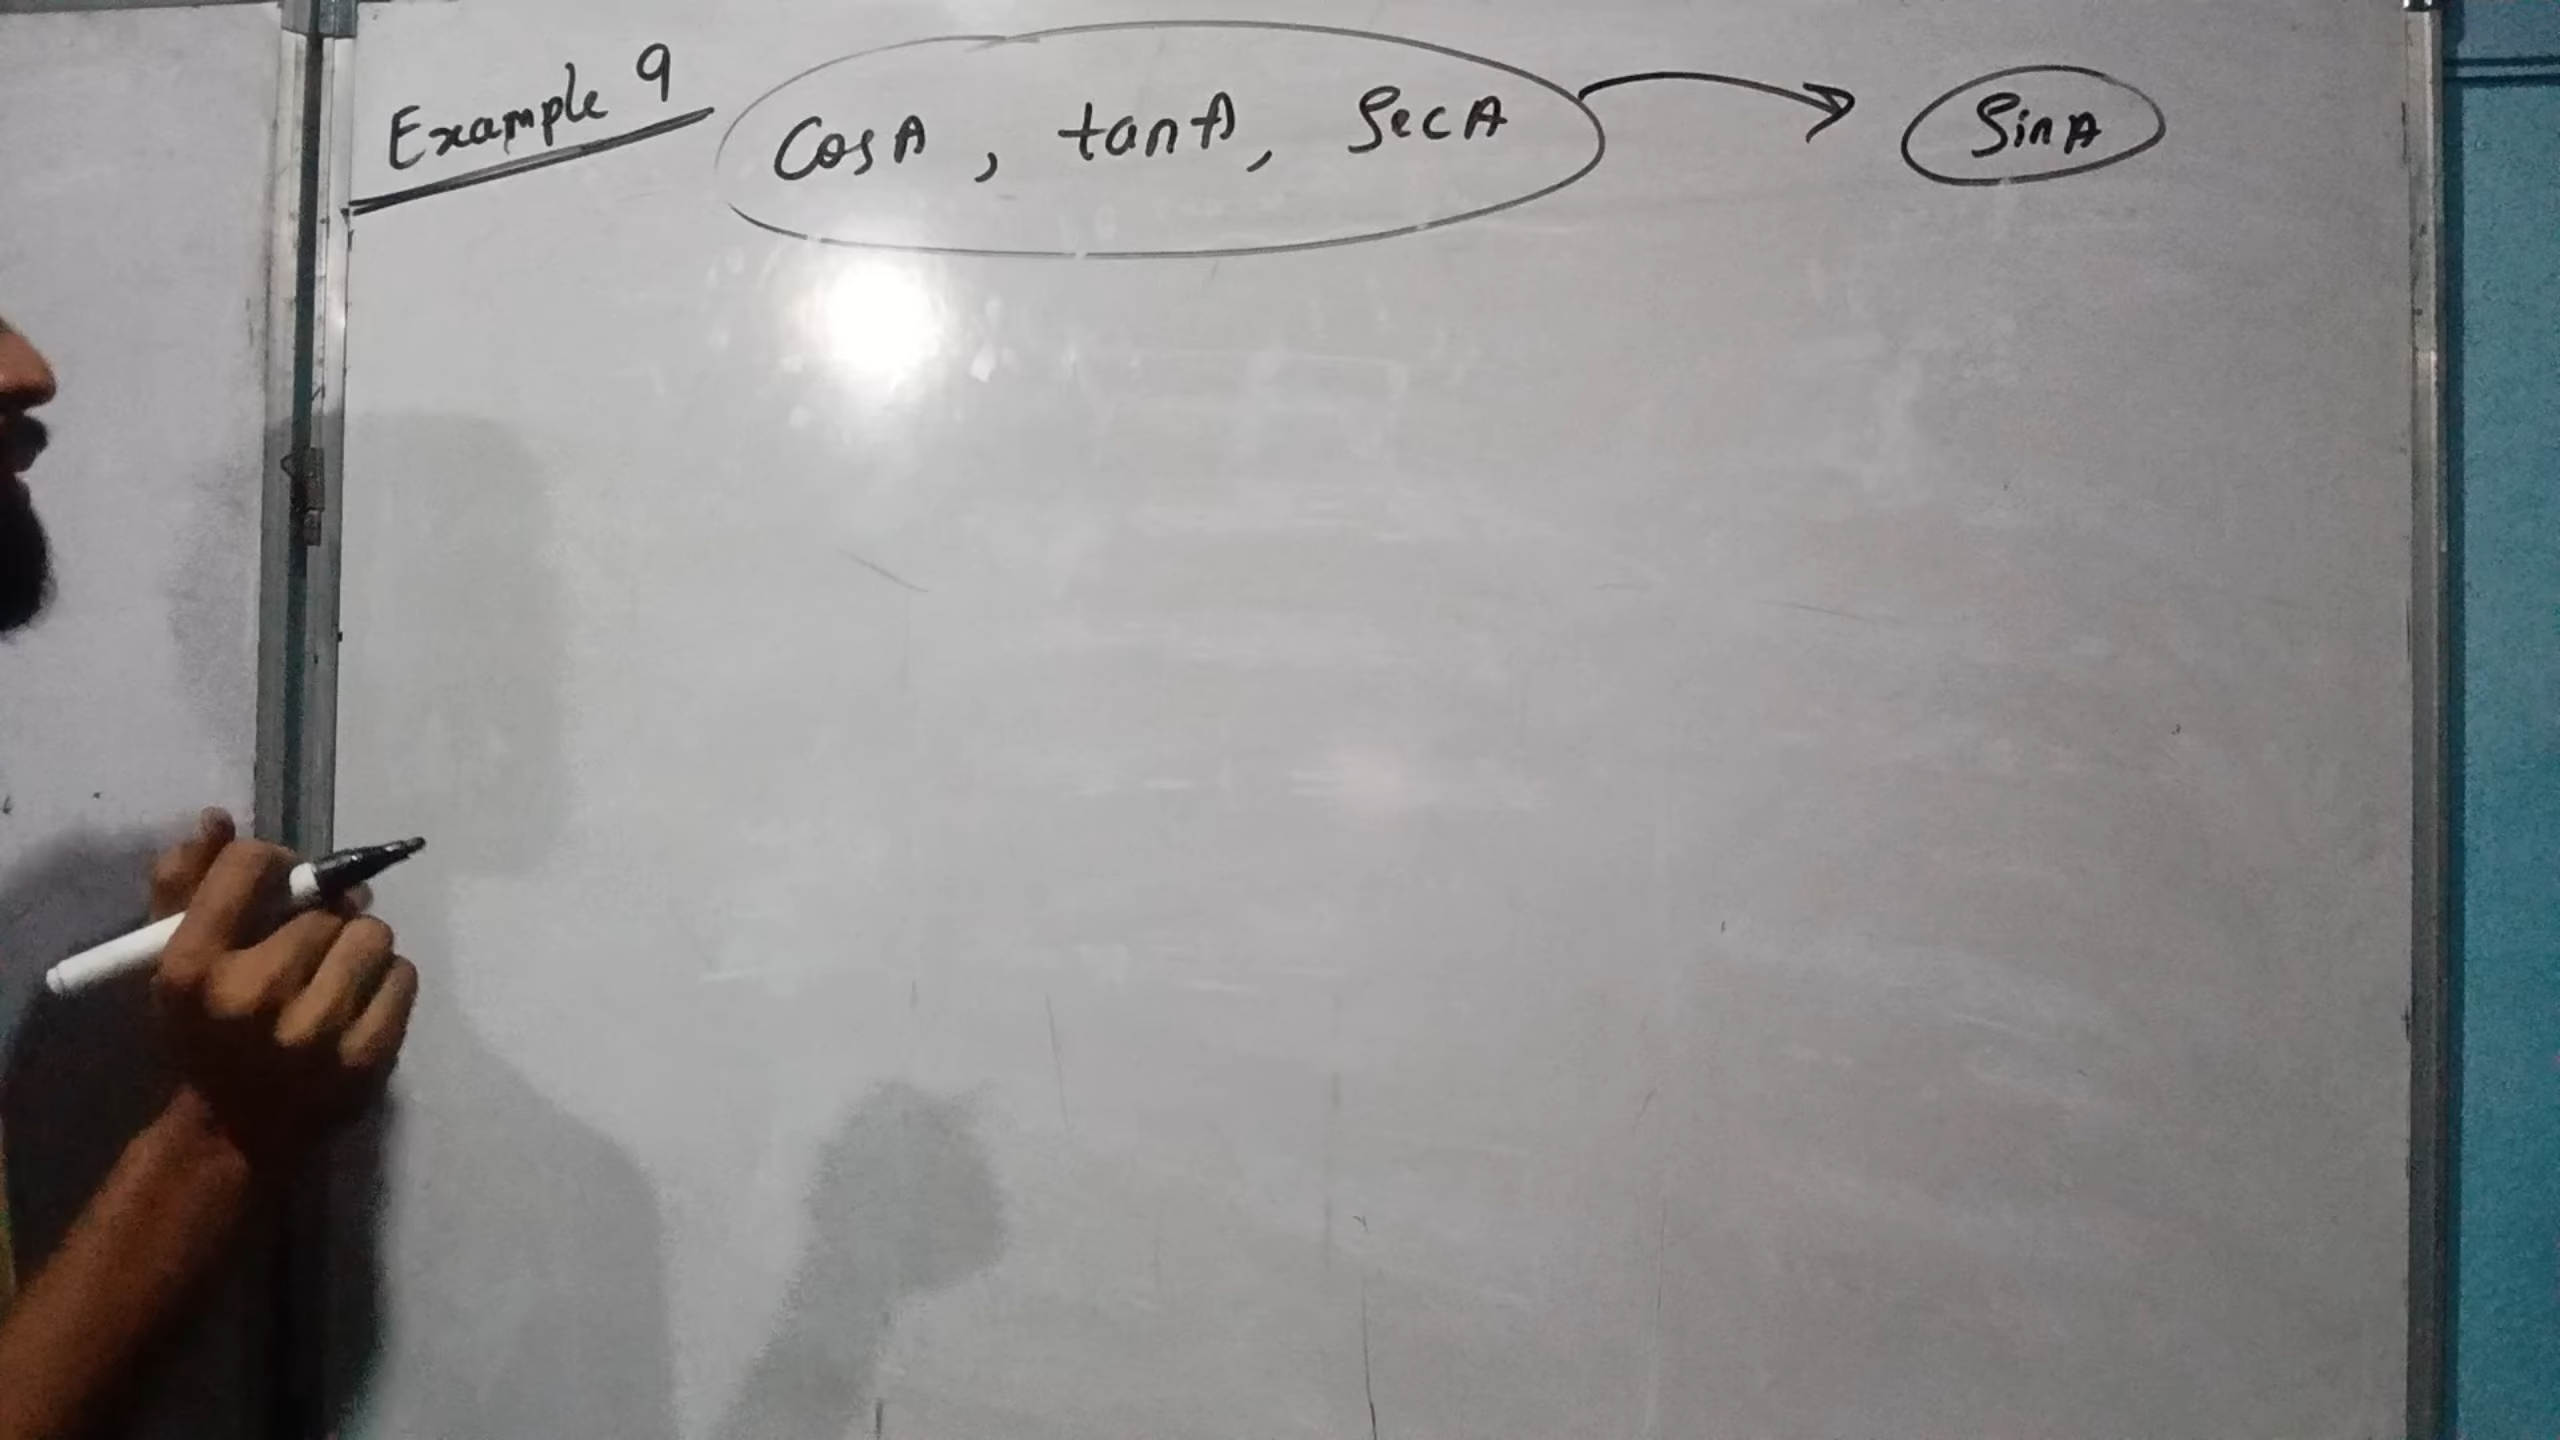 Example 9 CosA, tanA, SecA → SinA